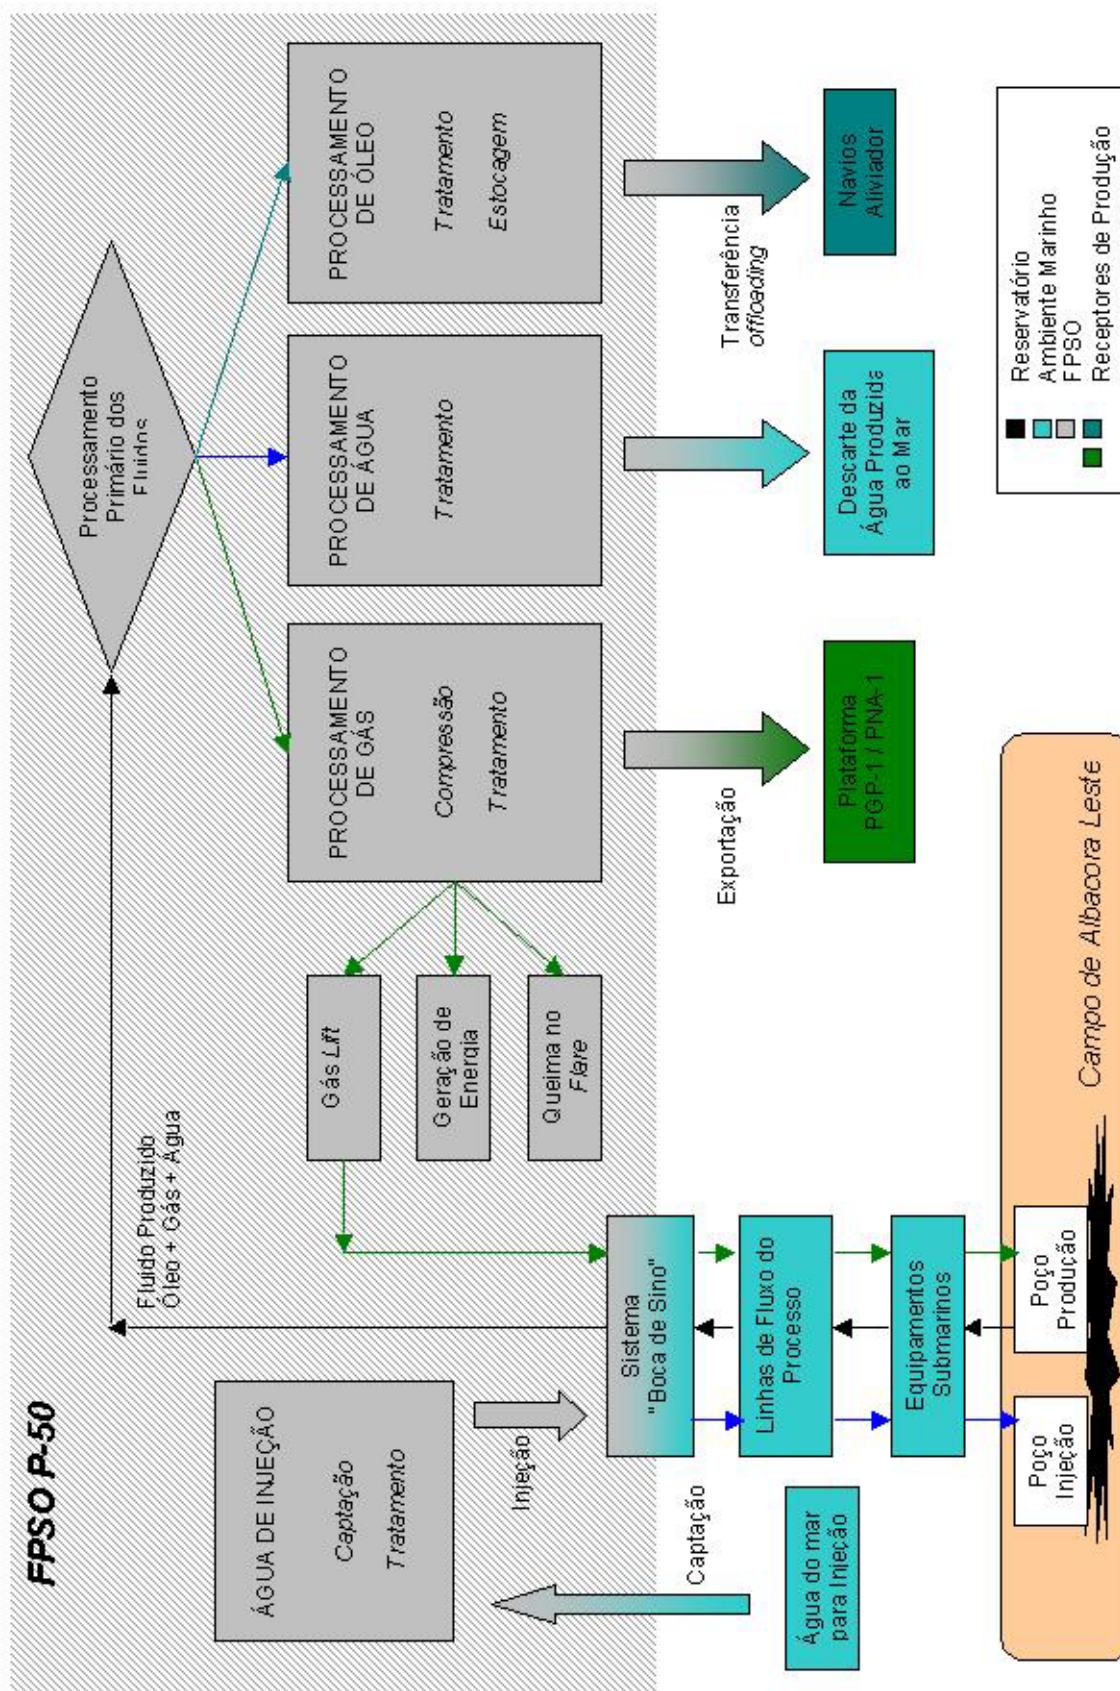 FPSO P-50
ÁGUA DE INJEÇÃO
Captação
Tratamento
Injeção
Captação
Água do mar
para Injeção
Fluido Produzido
Óleo + Gás + Água
Sistema
"Boca de Sino"
Linhas de Fluxo do
Processo
Equipamentos
Submarinos
Poço
Injeção
Poço
Produção
Campo de Albacora Leste
Gás Lift
Geração de
Energia
Queima no
Flare
Processamento
Primário dos
Fluidos
PROCESSAMENTO
DE GÁS
Compressão
Tratamento
PROCESSAMENTO
DE ÁGUA
Tratamento
PROCESSAMENTO
DE ÓLEO
Tratamento
Estocagem
Exportação
Plataforma
PGP-1 / PNA-1
Descarte da
Água Produzida
ao Mar
Transferência
offloading
Navios
Aliviador
Reservatório
Ambiente Marinho
FPSO
Receptores de Produção